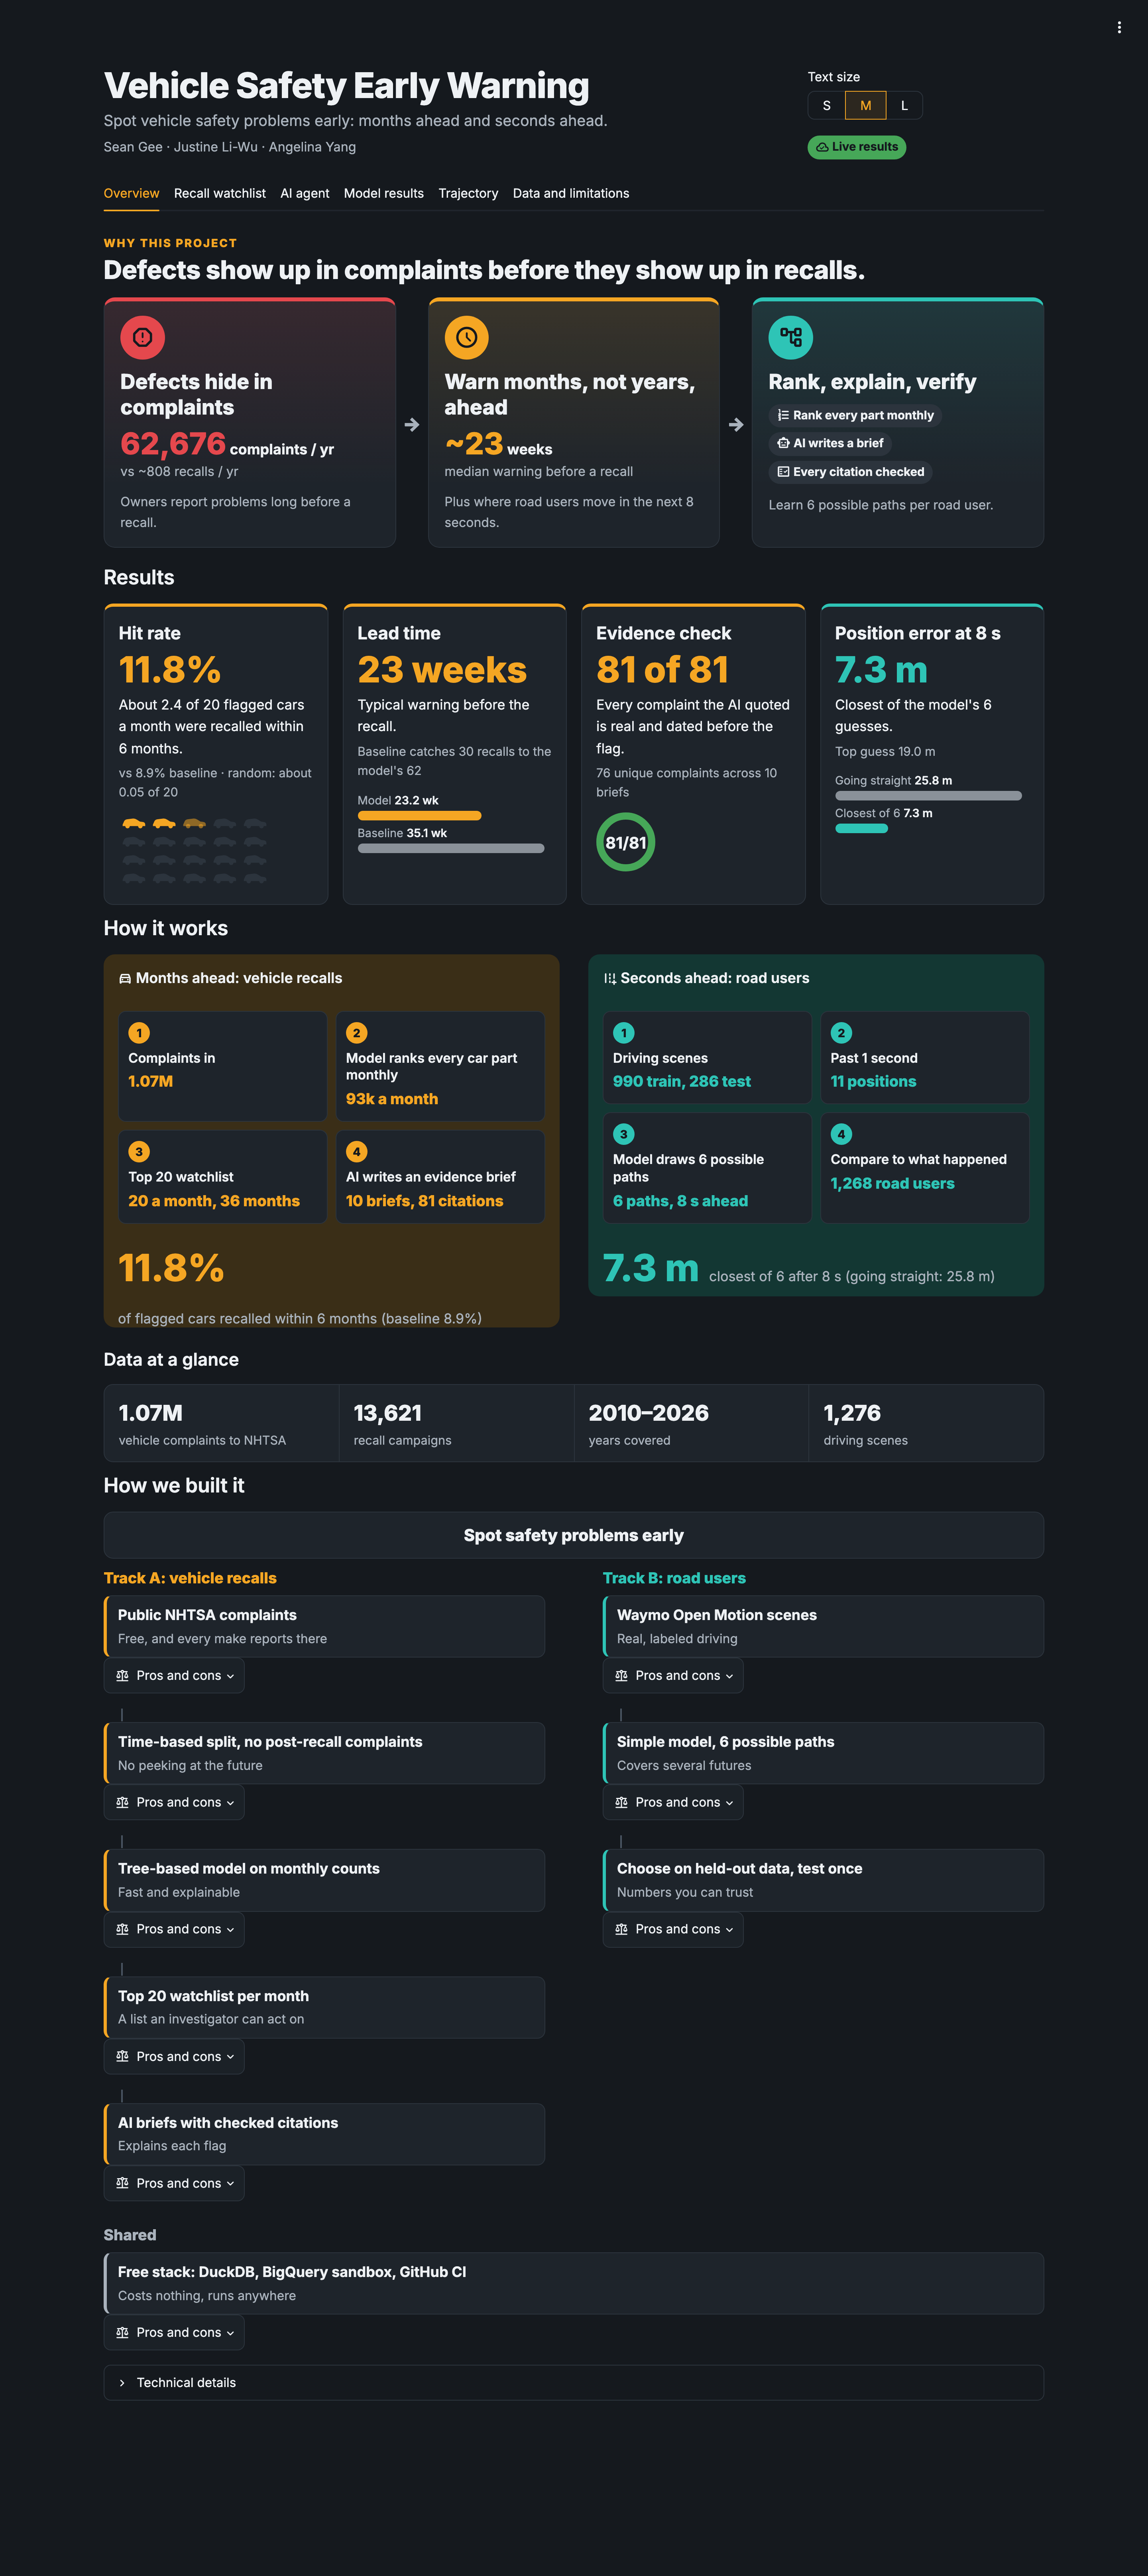 Vehicle Safety Early Warning
Spot vehicle safety problems early: months ahead and seconds ahead.
Sean Gee · Justine Li-Wu · Angelina Yang
Text size
S M L
Live results
Overview Recall watchlist AI agent Model results Trajectory Data and limitations
WHY THIS PROJECT
Defects show up in complaints before they show up in recalls.
Defects hide in
complaints
62,676 complaints / yr
vs ~808 recalls / yr
Owners report problems long before a
recall.
Warn months, not years,
ahead
~23 weeks
median warning before a recall
Plus where road users move in the next 8
seconds.
Rank, explain, verify
Rank every part monthly
AI writes a brief
Every citation checked
Learn 6 possible paths per road user.
Results
Hit rate
11.8%
About 2.4 of 20 flagged cars
a month were recalled within
6 months.
vs 8.9% baseline · random: about
0.05 of 20
Lead time
23 weeks
Typical warning before the
recall.
Baseline catches 30 recalls to the
model's 62
Model 23.2 wk
Baseline 35.1 wk
Evidence check
81 of 81
Every complaint the AI quoted
is real and dated before the
flag.
76 unique complaints across 10
briefs
81/81
Position error at 8 s
7.3 m
Closest of the model's 6
guesses.
Top guess 19.0 m
Going straight 25.8 m
Closest of 6 7.3 m
How it works
Months ahead: vehicle recalls
1
Complaints in
1.07M
2
Model ranks every car part
monthly
93k a month
3
Top 20 watchlist
20 a month, 36 months
4
AI writes an evidence brief
10 briefs, 81 citations
11.8%
of flagged cars recalled within 6 months (baseline 8.9%)
Seconds ahead: road users
1
Driving scenes
990 train, 286 test
2
Past 1 second
11 positions
3
Model draws 6 possible
paths
6 paths, 8 s ahead
4
Compare to what happened
1,268 road users
7.3 m closest of 6 after 8 s (going straight: 25.8 m)
Data at a glance
1.07M
vehicle complaints to NHTSA
13,621
recall campaigns
2010–2026
years covered
1,276
driving scenes
How we built it
Spot safety problems early
Track A: vehicle recalls
Public NHTSA complaints
Free, and every make reports there
Pros and cons
Time-based split, no post-recall complaints
No peeking at the future
Pros and cons
Tree-based model on monthly counts
Fast and explainable
Pros and cons
Top 20 watchlist per month
A list an investigator can act on
Pros and cons
AI briefs with checked citations
Explains each flag
Pros and cons
Track B: road users
Waymo Open Motion scenes
Real, labeled driving
Pros and cons
Simple model, 6 possible paths
Covers several futures
Pros and cons
Choose on held-out data, test once
Numbers you can trust
Pros and cons
Shared
Free stack: DuckDB, BigQuery sandbox, GitHub CI
Costs nothing, runs anywhere
Pros and cons
Technical details